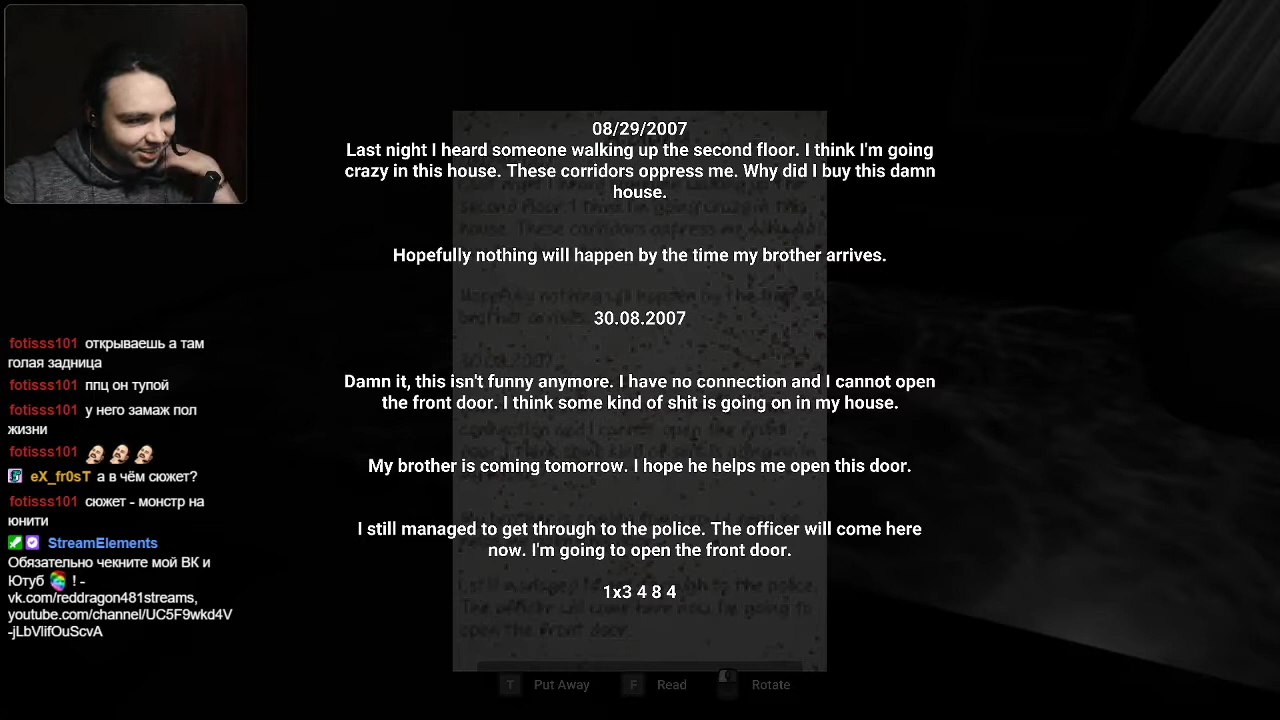 08/29/2007
Last night I heard someone walking up the second floor. I think I'm going
crazy in this house. These corridors oppress me. Why did I buy this damn
house.
Hopefully nothing will happen by the time my brother arrives.
30.08.2007
Damn it, this isn't funny anymore. I have no connection and I cannot open
the front door. I think some kind of shit is going on in my house.
My brother is coming tomorrow. I hope he helps me open this door.
I still managed to get through to the police. The officer will come here
now. I'm going to open the front door.
1x3 4 8 4
T Put Away F Read Rotate
fotisss101 открываешь а там
голая задница
fotisss101 ппц он тупой
fotisss101 у него замаж пол
жизни
fotisss101
eX_fr0sT а в чём сюжет?
fotisss101 сюжет - монстр на
юнити
StreamElements
Обязательно чекните мой ВК и
Ютуб ! -
vk.com/reddragon481streams,
youtube.com/channel/UC5F9wkd4V
-jLbVlifOuScvA